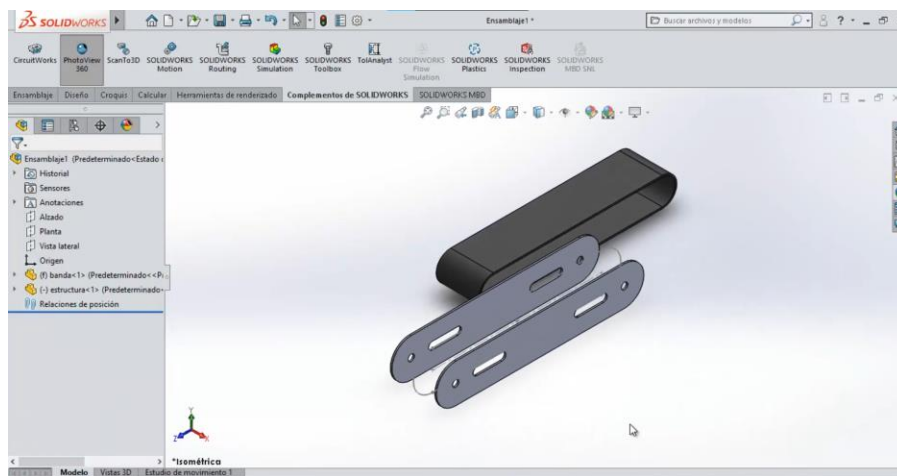 DS SOLIDWORKS
Ensamblaje1 *
Buscar archivos y modelos
?
CircuitWorks
PhotoView 360
ScanTo3D
SOLIDWORKS Motion
SOLIDWORKS Routing
SOLIDWORKS Simulation
SOLIDWORKS Toolbox
TolAnalyst
SOLIDWORKS Flow Simulation
SOLIDWORKS Plastics
SOLIDWORKS Inspection
SOLIDWORKS MBD SNL
Ensamblaje Diseño Croquis Calcular Herramientas de renderizado Complementos de SOLIDWORKS SOLIDWORKS MBD
Ensamblaje1 (Predeterminado<Estado
Historial
Sensores
Anotaciones
Alzado
Planta
Vista lateral
Origen
(f) banda<1> (Predeterminado<<P
(-) estructura<1> (Predeterminado
Relaciones de posición
Y
Z X
*Isométrica
Modelo Vistas 3D Estudio de movimiento 1